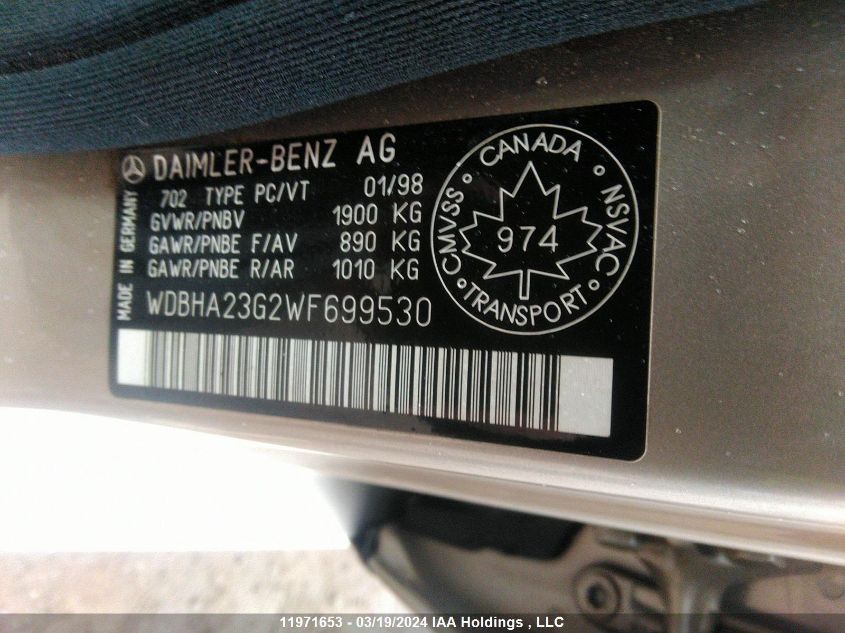 DAIMLER-BENZ AG
702 TYPE PC/VT 01/98
GVWR/PNBV 1900 KG
GAWR/PNBE F/AV 890 KG
GAWR/PNBE R/AR 1010 KG
WDBHA23G2WF699530
MADE IN GERMANY
CANADA
CMVSS
NSVAC
974
TRANSPORT
11971653 - 03/19/2024 IAA Holdings , LLC